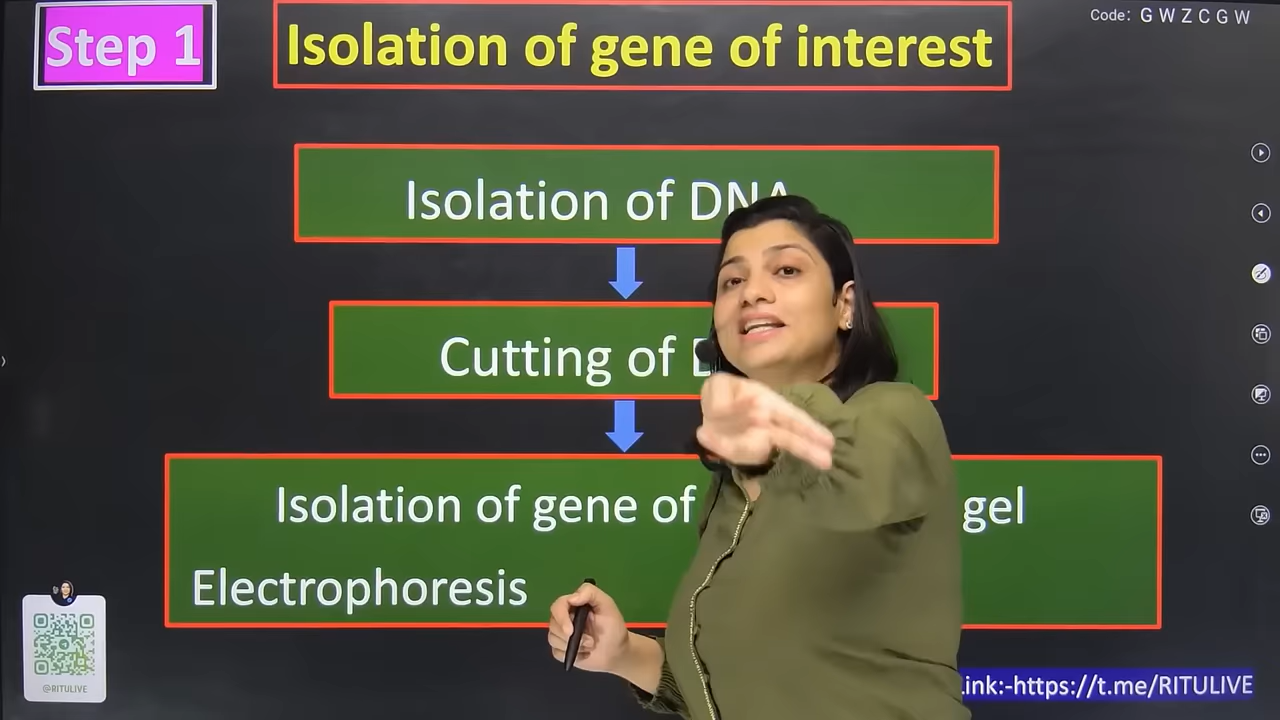 Step 1
Isolation of gene of interest
Code: G W Z C G W
Isolation of DNA
Cutting of
Isolation of gene of gel
Electrophoresis
@RITULIVE
ink:-https://t.me/RITULIVE